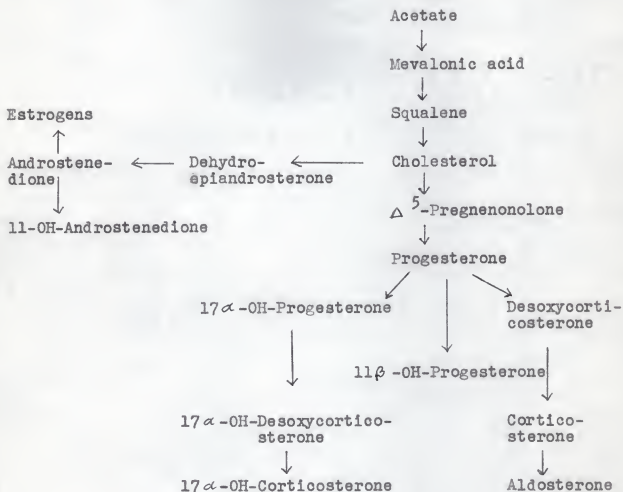 Acetate
Mevalonic acid
Squalene
Estrogens
Androstene-
dione
Dehydro-
epiandrosterone
Cholesterol
11-OH-Androstenedione
Δ5-Pregnenonolone
Progesterone
17α-OH-Progesterone
Desoxycorti-
costerone
11β-OH-Progesterone
17α-OH-Desoxycortico-
sterone
Cortico-
sterone
17α-OH-Corticosterone
Aldosterone